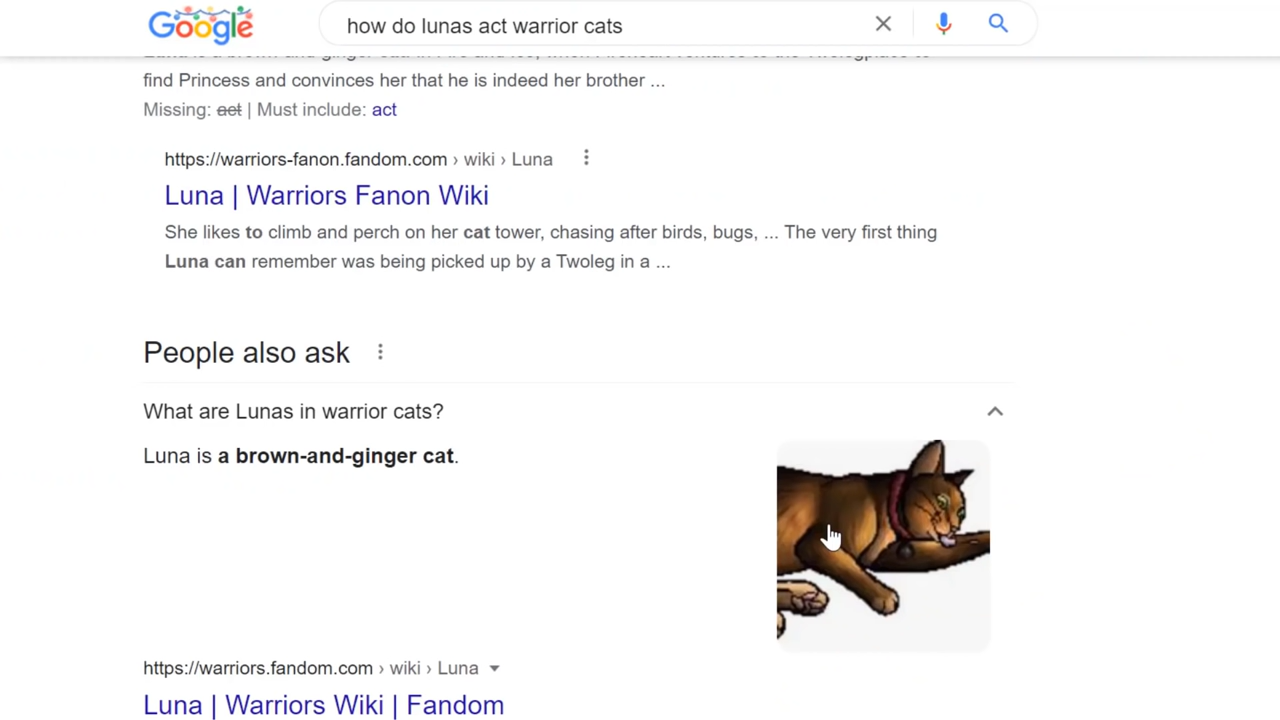 Google
how do lunas act warrior cats
find Princess and convinces her that he is indeed her brother ...
Missing: act | Must include: act
https://warriors-fanon.fandom.com › wiki › Luna
Luna | Warriors Fanon Wiki
She likes to climb and perch on her cat tower, chasing after birds, bugs, ... The very first thing
Luna can remember was being picked up by a Twoleg in a ...
People also ask
What are Lunas in warrior cats?
Luna is a brown-and-ginger cat.
https://warriors.fandom.com › wiki › Luna
Luna | Warriors Wiki | Fandom